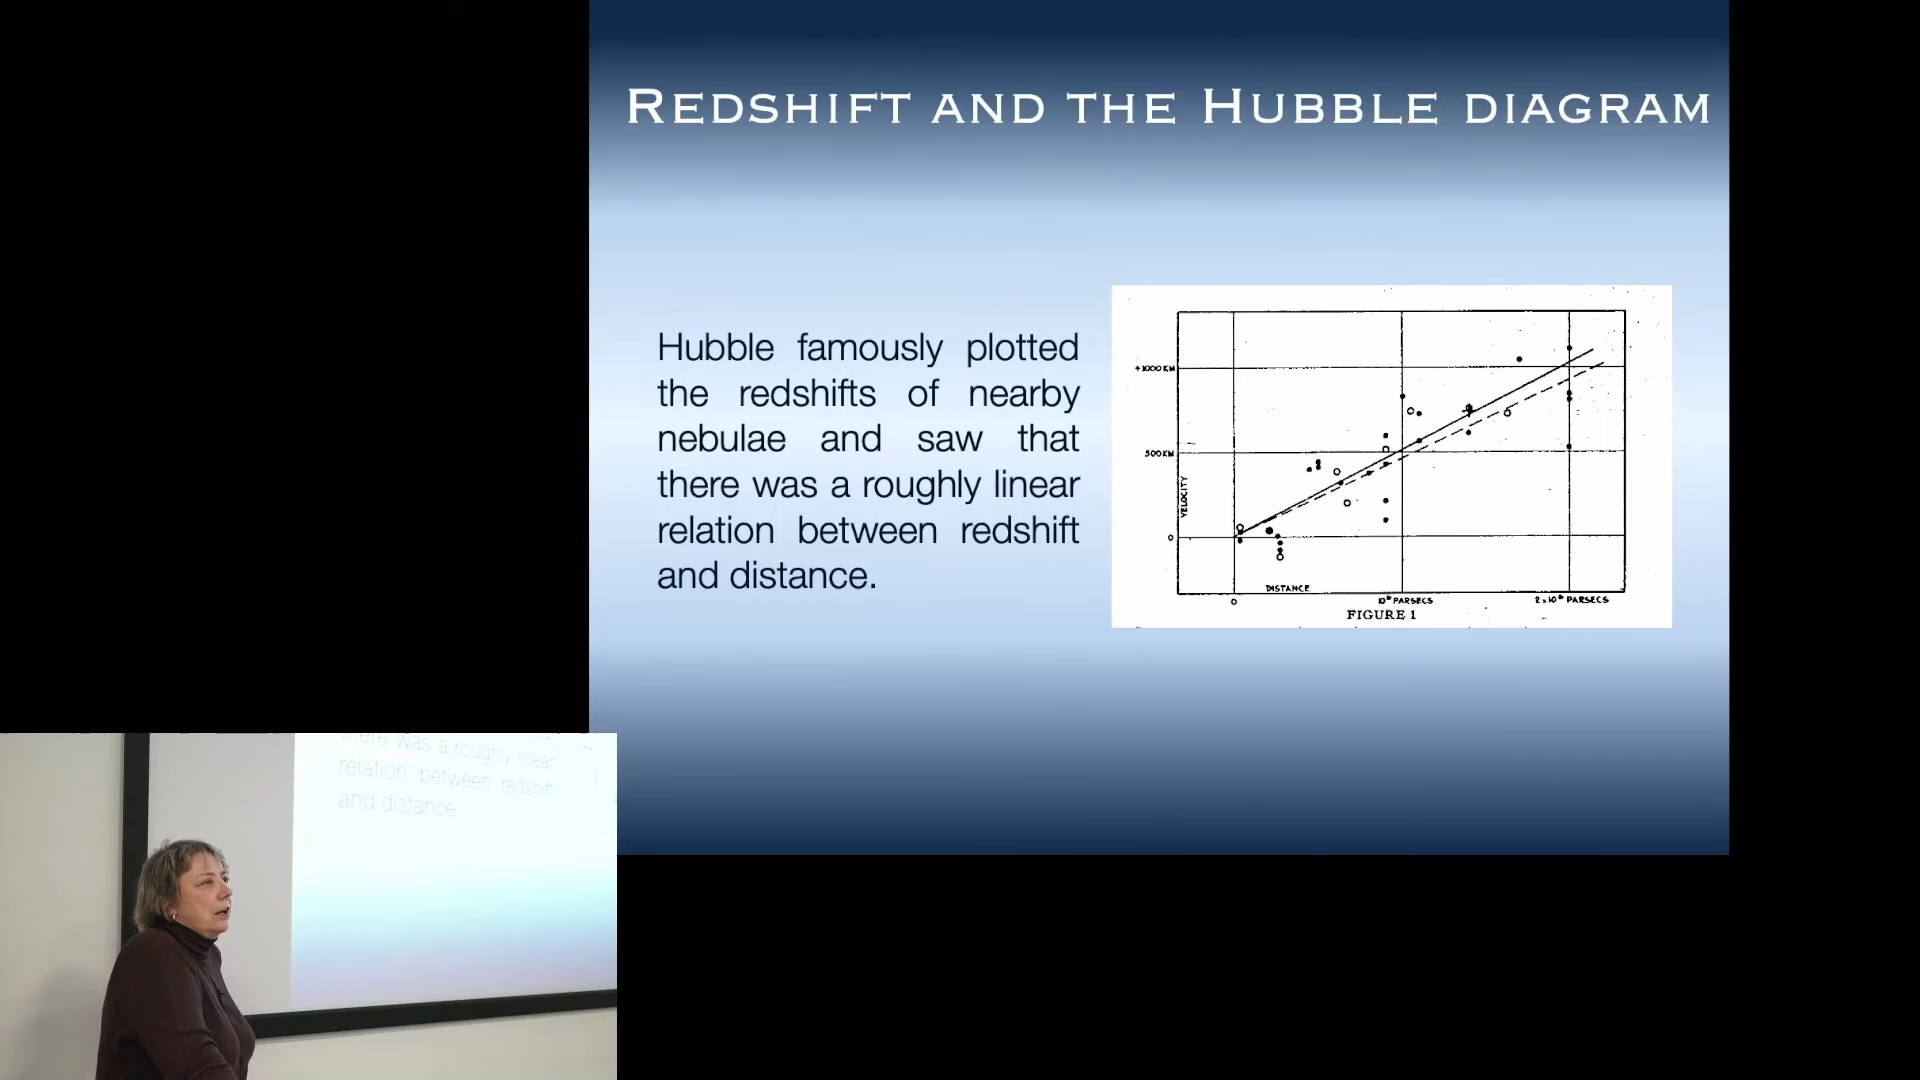 REDSHIFT AND THE HUBBLE DIAGRAM
Hubble famously plotted
the redshifts of nearby
nebulae and saw that
there was a roughly linear
relation between redshift
and distance.
+1000 KM
500 KM
VELOCITY
0
DISTANCE
0
10⁶ PARSECS
2×10⁶ PARSECS
FIGURE 1
there was a roughly linear
relation between redshift
and distance.